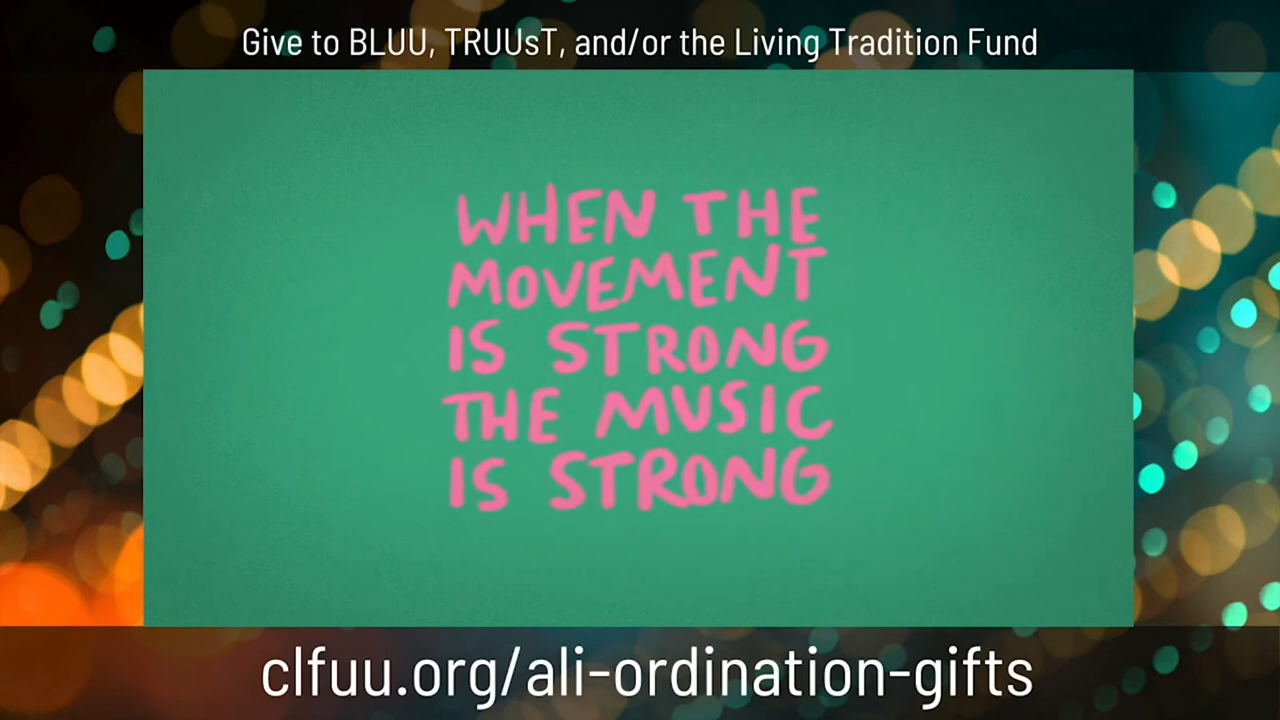 Give to BLUU, TRUUsT, and/or the Living Tradition Fund
WHEN THE
MOVEMENT
IS STRONG
THE MUSIC
IS STRONG
clfuu.org/ali-ordination-gifts